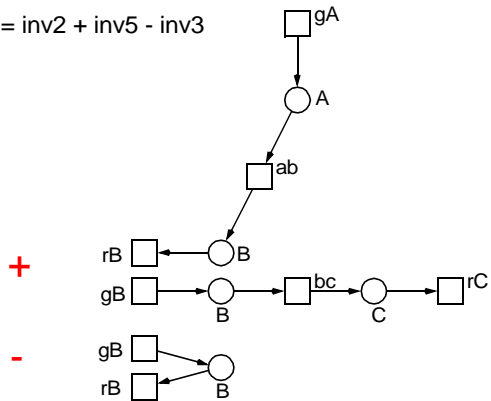 = inv2 + inv5 - inv3
gA
A
ab
rB B
+
gB B bc C rC
-
gB
rB B